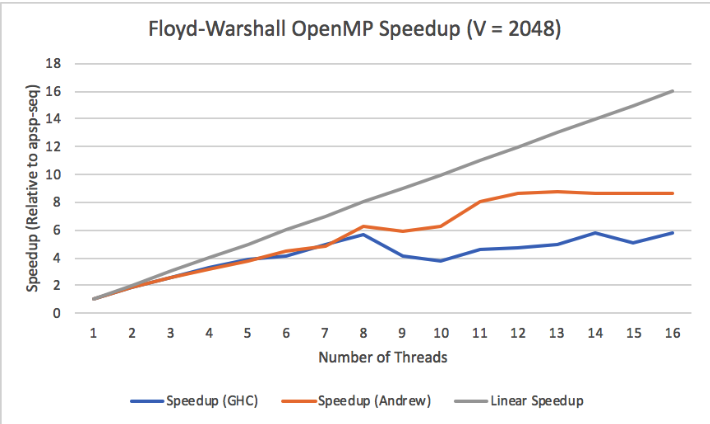 Floyd-Warshall OpenMP Speedup (V = 2048)
Speedup (Relative to apsp-seq)
18
16
14
12
10
8
6
4
2
0
1 2 3 4 5 6 7 8 9 10 11 12 13 14 15 16
Number of Threads
Speedup (GHC) Speedup (Andrew) Linear Speedup